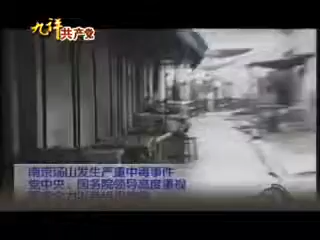 九评共产党
南京汤山发生严重中毒事件
党中央、国务院领导高度重视